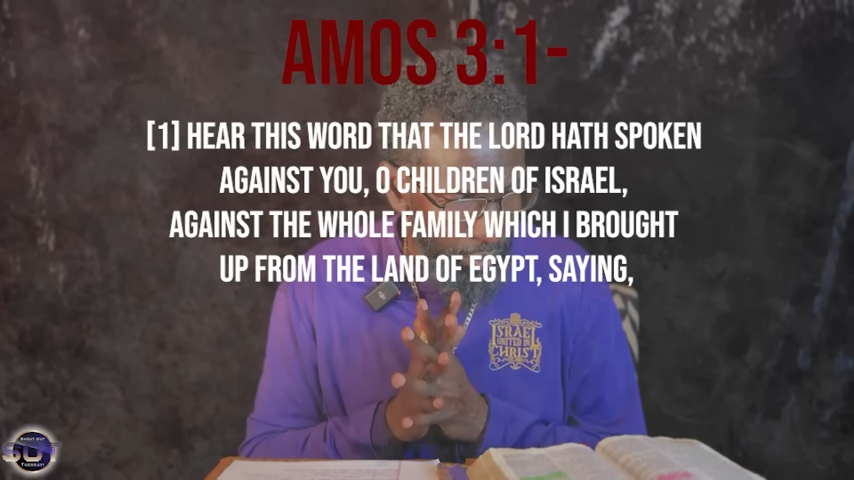 AMOS 3:1-
[1] HEAR THIS WORD THAT THE LORD HATH SPOKEN
AGAINST YOU, O CHILDREN OF ISRAEL,
AGAINST THE WHOLE FAMILY WHICH I BROUGHT
UP FROM THE LAND OF EGYPT, SAYING,
ISRAEL
UNITED IN
CHRIST